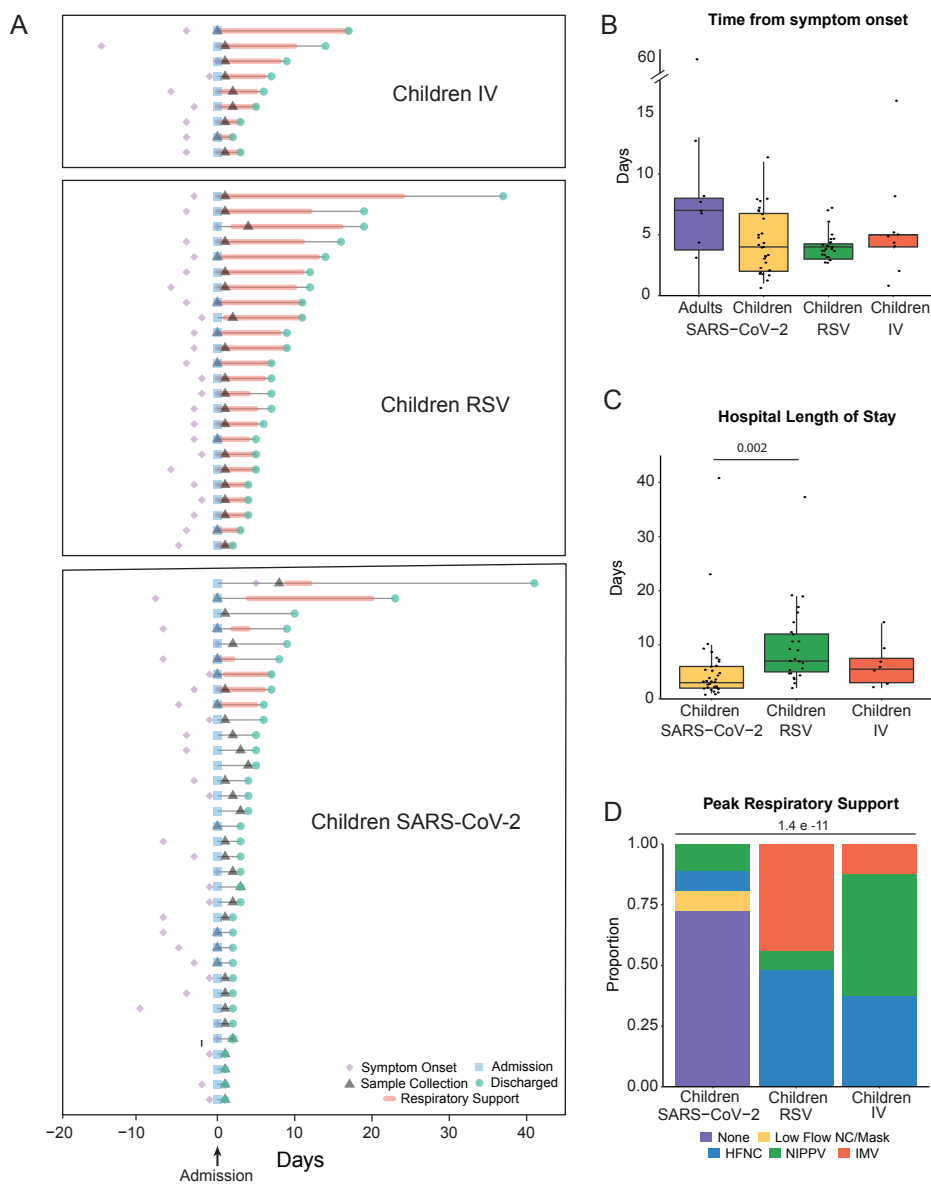 A
Children IV
Children RSV
Children SARS-CoV-2
Symptom Onset
Admission
Sample Collection
Discharged
Respiratory Support
−20
−10
0
10
20
30
40
Days
Admission
B
Time from symptom onset
Days
60
15
10
5
0
Adults
Children
Children
Children
SARS−CoV−2
RSV
IV
C
Hospital Length of Stay
0.002
Days
40
30
20
10
0
Children
Children
Children
SARS−CoV−2
RSV
IV
D
Peak Respiratory Support
1.4 e -11
Proportion
1.00
0.75
0.50
0.25
0.00
Children
Children
Children
SARS−CoV−2
RSV
IV
None
Low Flow NC/Mask
HFNC
NIPPV
IMV